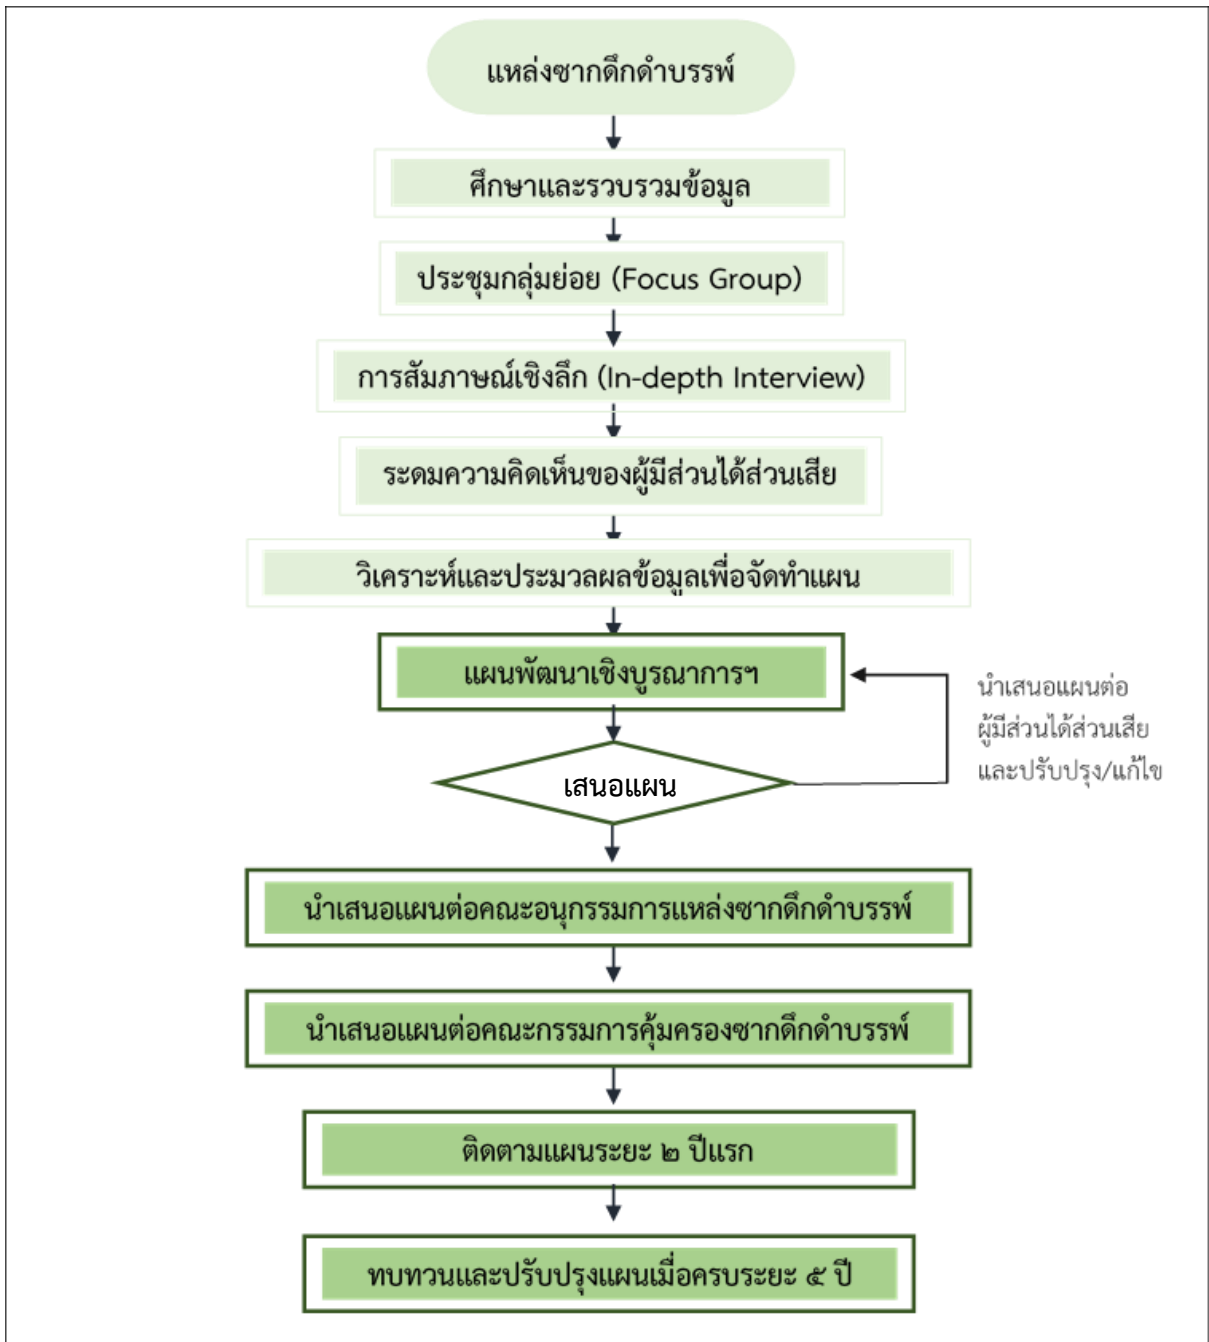 แหล่งซากดึกดำบรรพ์
ศึกษาและรวบรวมข้อมูล
ประชุมกลุ่มย่อย (Focus Group)
การสัมภาษณ์เชิงลึก (In-depth Interview)
ระดมความคิดเห็นของผู้มีส่วนได้ส่วนเสีย
วิเคราะห์และประมวลผลข้อมูลเพื่อจัดทำแผน
แผนพัฒนาเชิงบูรณาการฯ
นำเสนอแผนต่อ
ผู้มีส่วนได้ส่วนเสีย
และปรับปรุง/แก้ไข
เสนอแผน
นำเสนอแผนต่อคณะอนุกรรมการแหล่งซากดึกดำบรรพ์
นำเสนอแผนต่อคณะกรรมการคุ้มครองซากดึกดำบรรพ์
ติดตามแผนระยะ ๒ ปีแรก
ทบทวนและปรับปรุงแผนเมื่อครบระยะ ๕ ปี